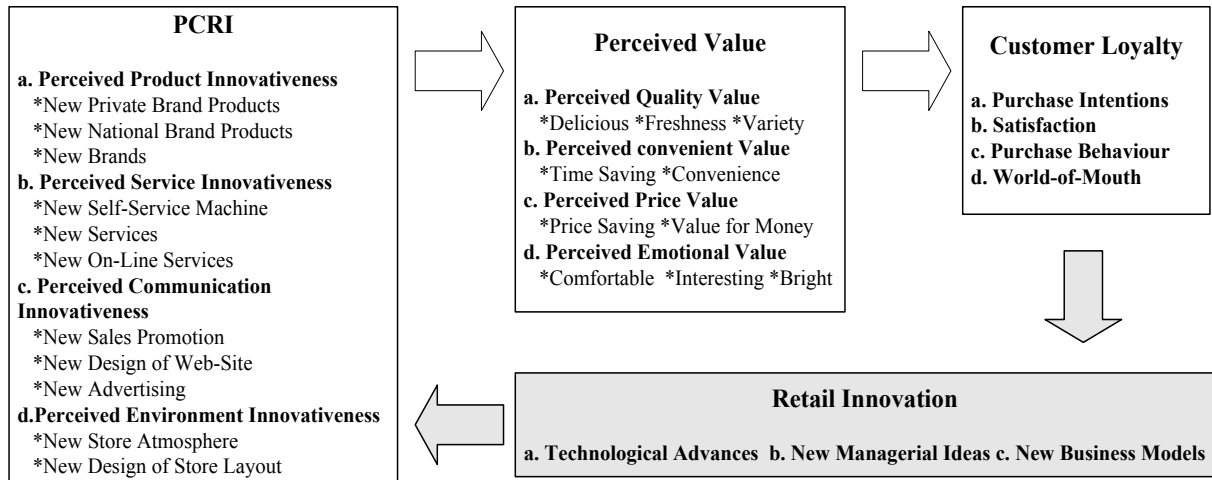 PCRI
a. Perceived Product Innovativeness
*New Private Brand Products
*New National Brand Products
*New Brands
b. Perceived Service Innovativeness
*New Self-Service Machine
*New Services
*New On-Line Services
c. Perceived Communication
Innovativeness
*New Sales Promotion
*New Design of Web-Site
*New Advertising
d.Perceived Environment Innovativeness
*New Store Atmosphere
*New Design of Store Layout
Perceived Value
a. Perceived Quality Value
*Delicious *Freshness *Variety
b. Perceived convenient Value
*Time Saving *Convenience
c. Perceived Price Value
*Price Saving *Value for Money
d. Perceived Emotional Value
*Comfortable *Interesting *Bright
Customer Loyalty
a. Purchase Intentions
b. Satisfaction
c. Purchase Behaviour
d. World-of-Mouth
Retail Innovation
a. Technological Advances b. New Managerial Ideas c. New Business Models